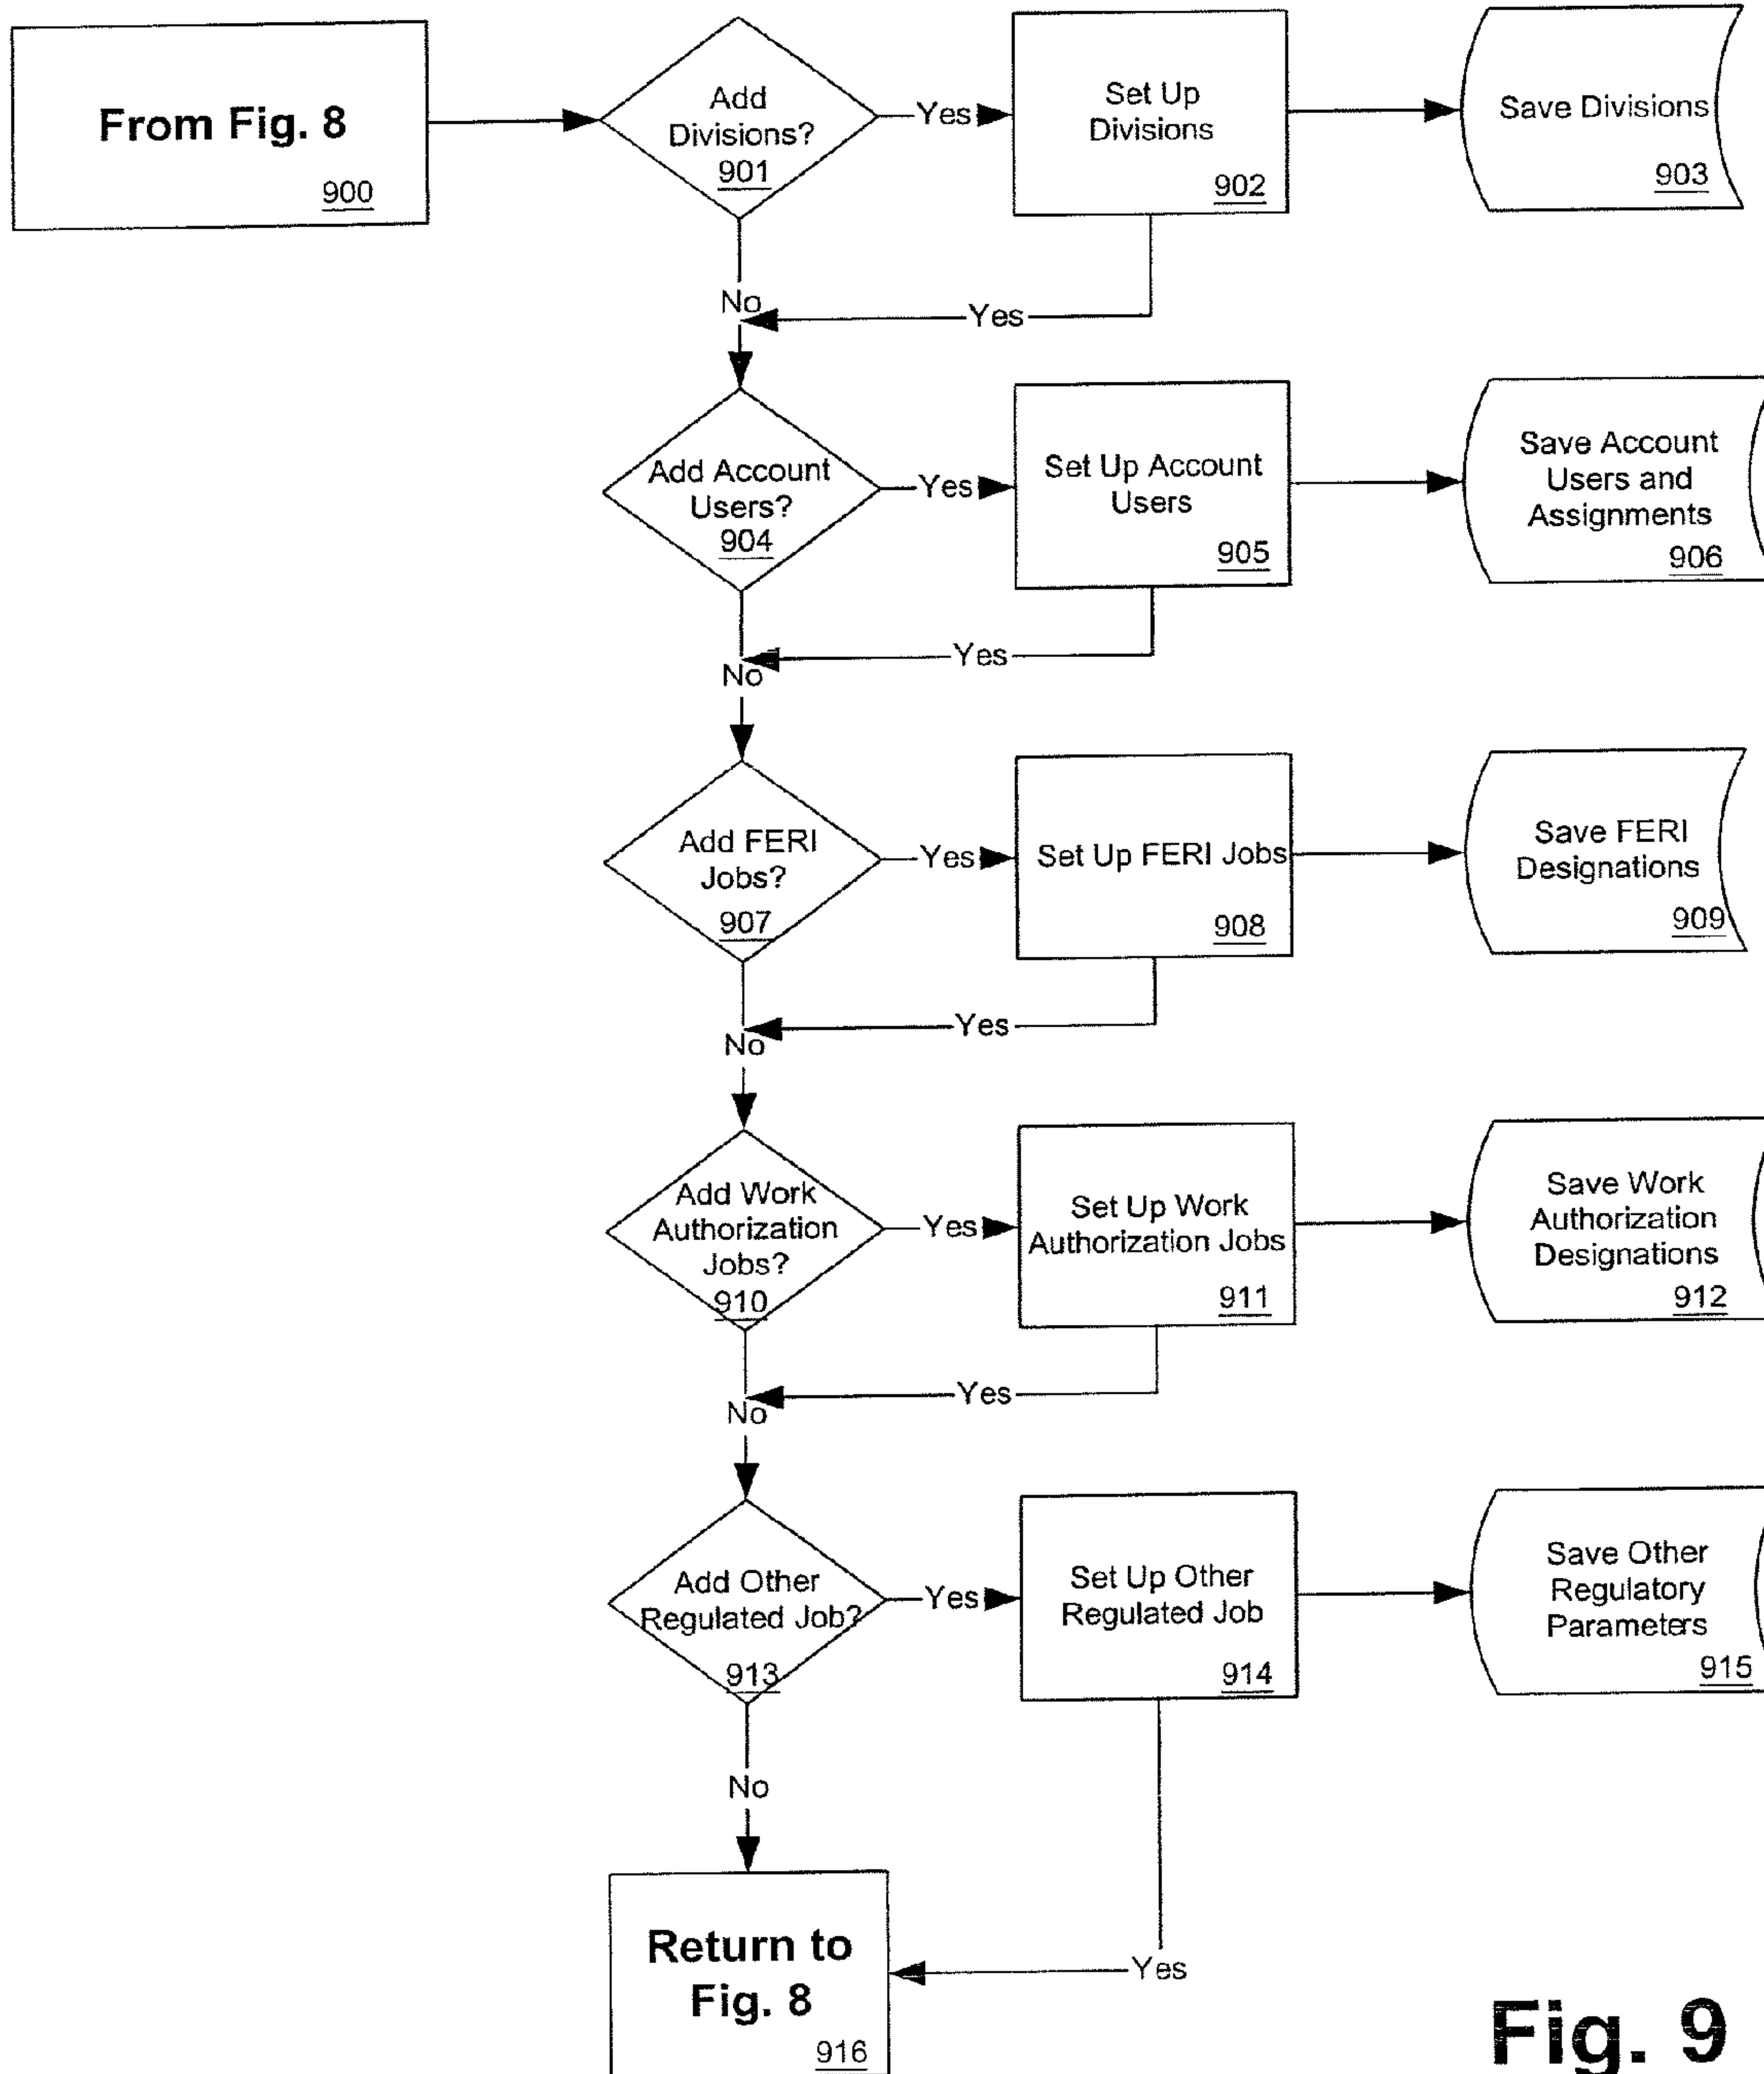 From Fig. 8
900
Add
Divisions?
901
Yes
Set Up
Divisions
902
Save Divisions
903
No
Yes
Add Account
Users?
904
Yes
Set Up Account
Users
905
Save Account
Users and
Assignments
906
No
Yes
Add FERI
Jobs?
907
Yes
Set Up FERI Jobs
908
Save FERI
Designations
909
No
Yes
Add Work
Authorization
Jobs?
910
Yes
Set Up Work
Authorization Jobs
911
Save Work
Authorization
Designations
912
No
Yes
Add Other
Regulated Job?
913
Yes
Set Up Other
Regulated Job
914
Save Other
Regulatory
Parameters
915
No
Yes
Return to
Fig. 8
916
Fig. 9